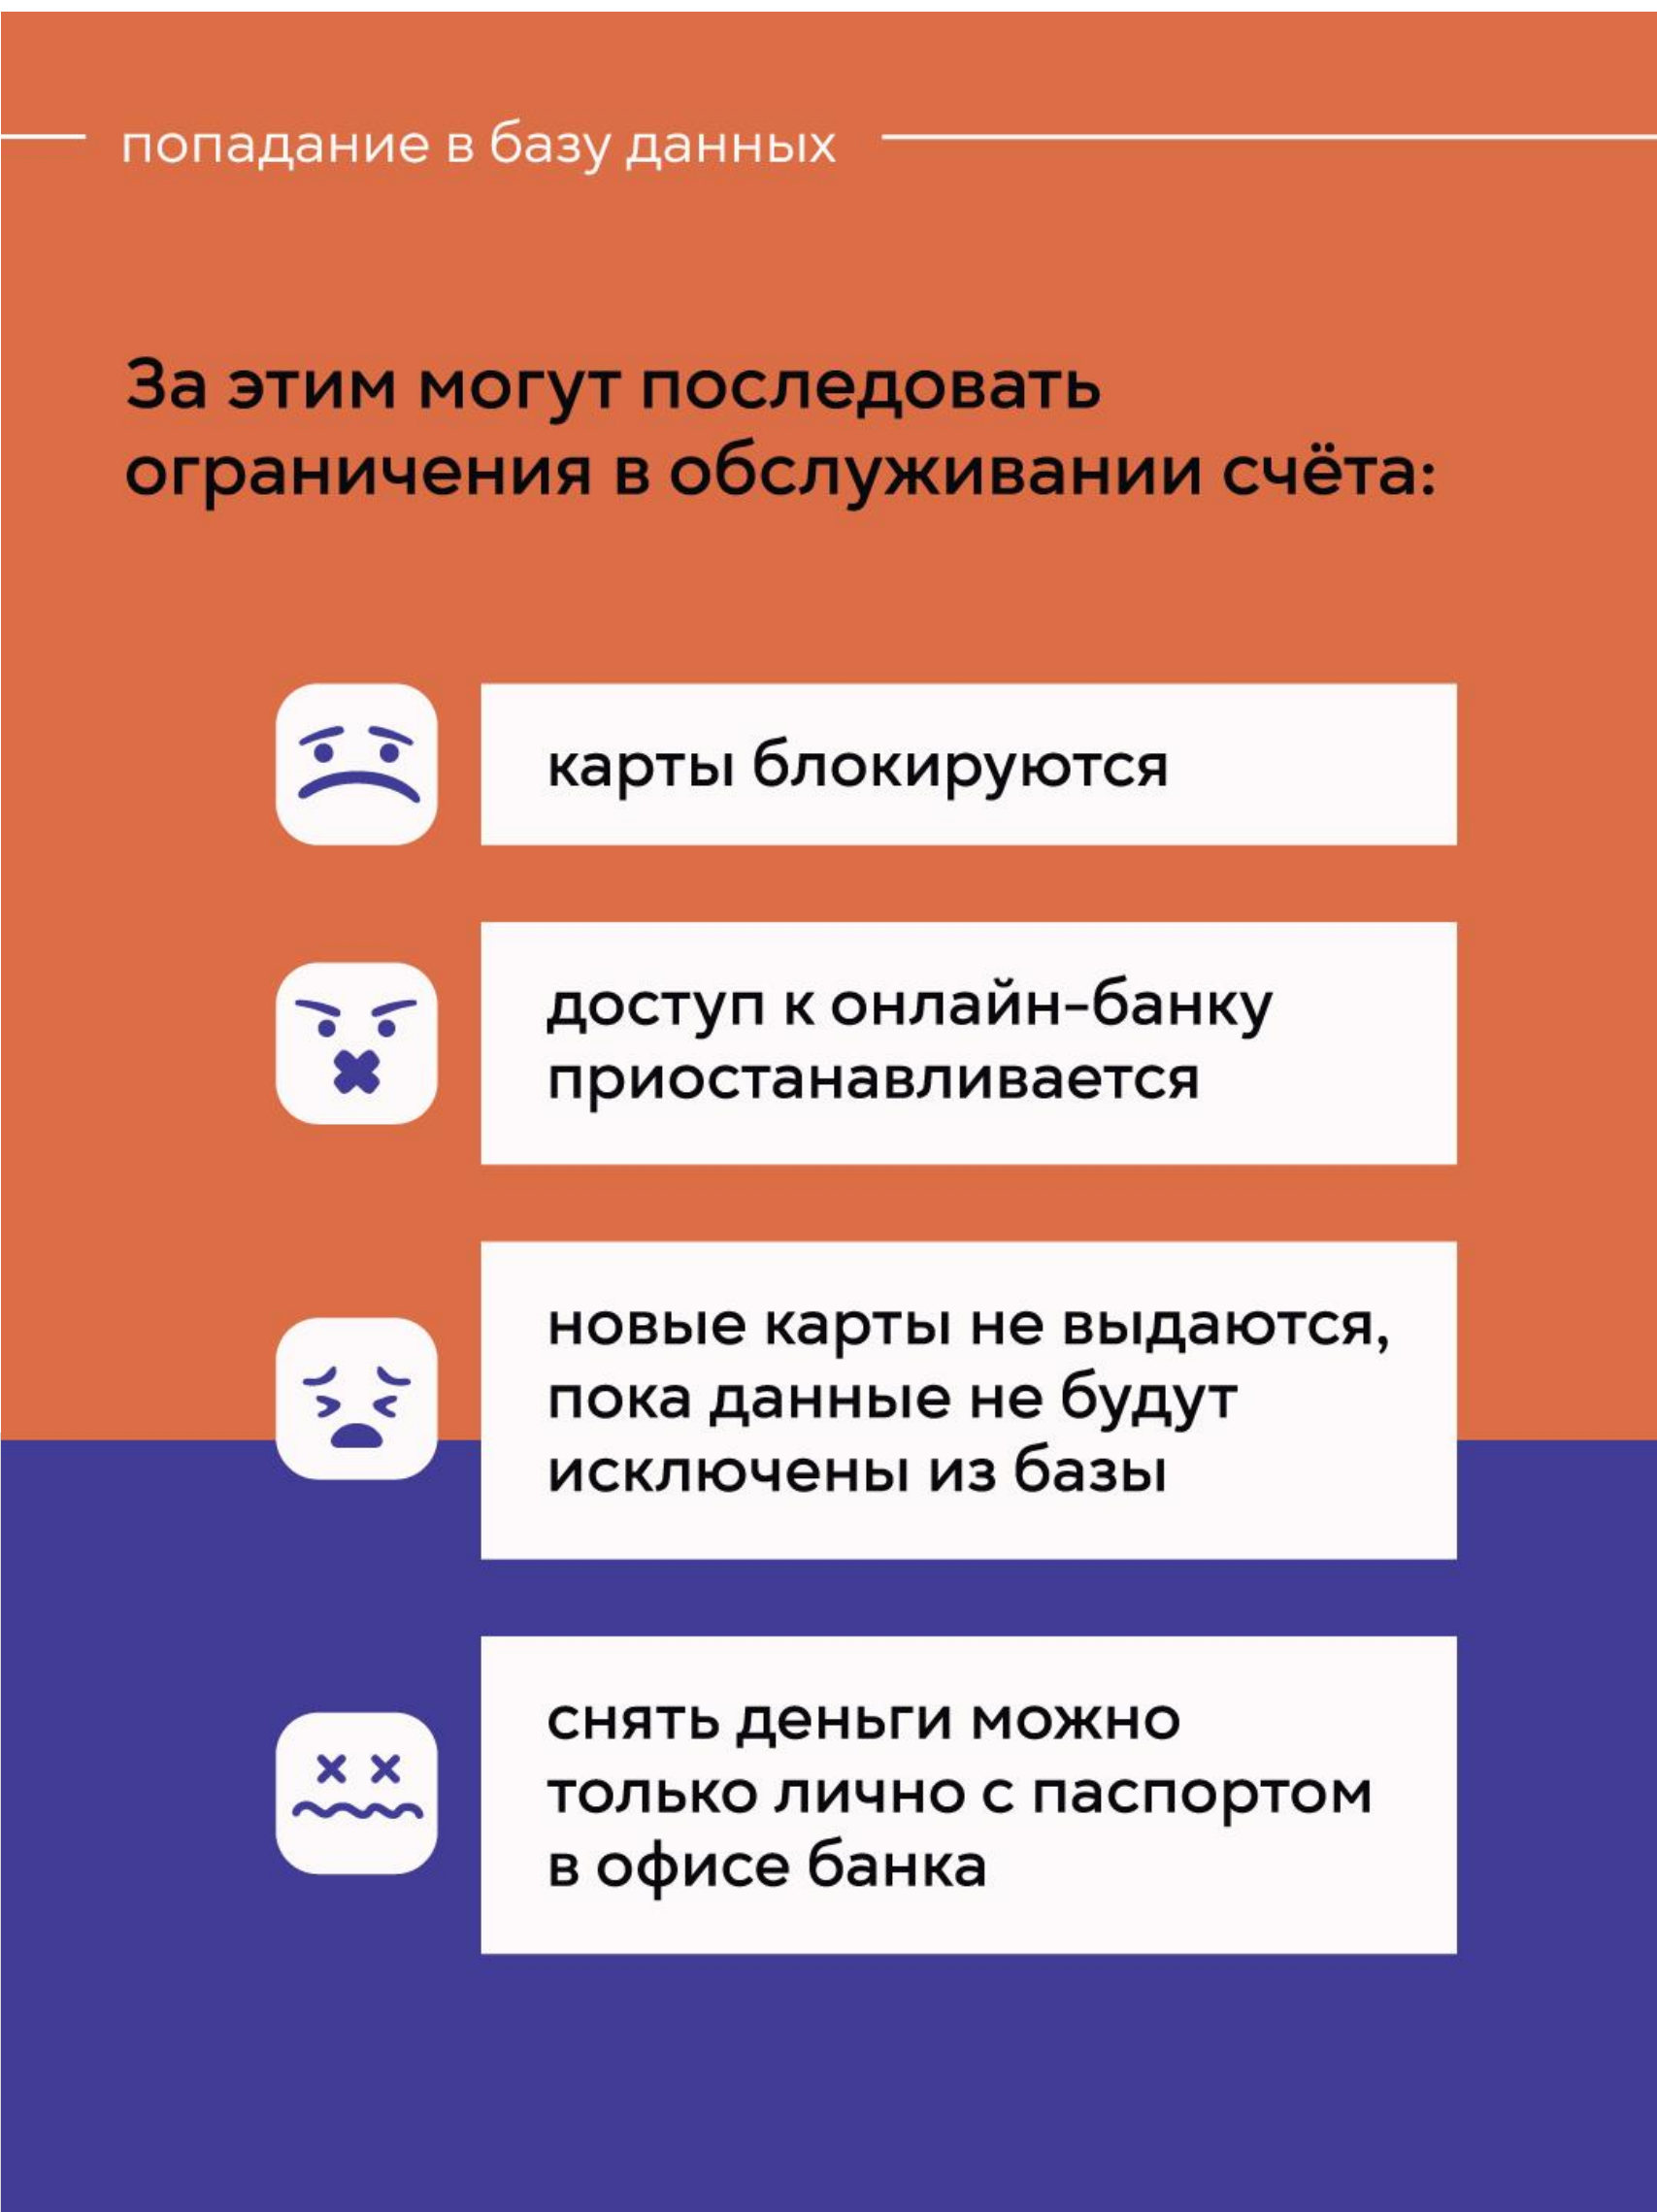 попадание в базу данных
За этим могут последовать
ограничения в обслуживании счёта:
карты блокируются
доступ к онлайн-банку
приостанавливается
новые карты не выдаются,
пока данные не будут
исключены из базы
снять деньги можно
только лично с паспортом
в офисе банка